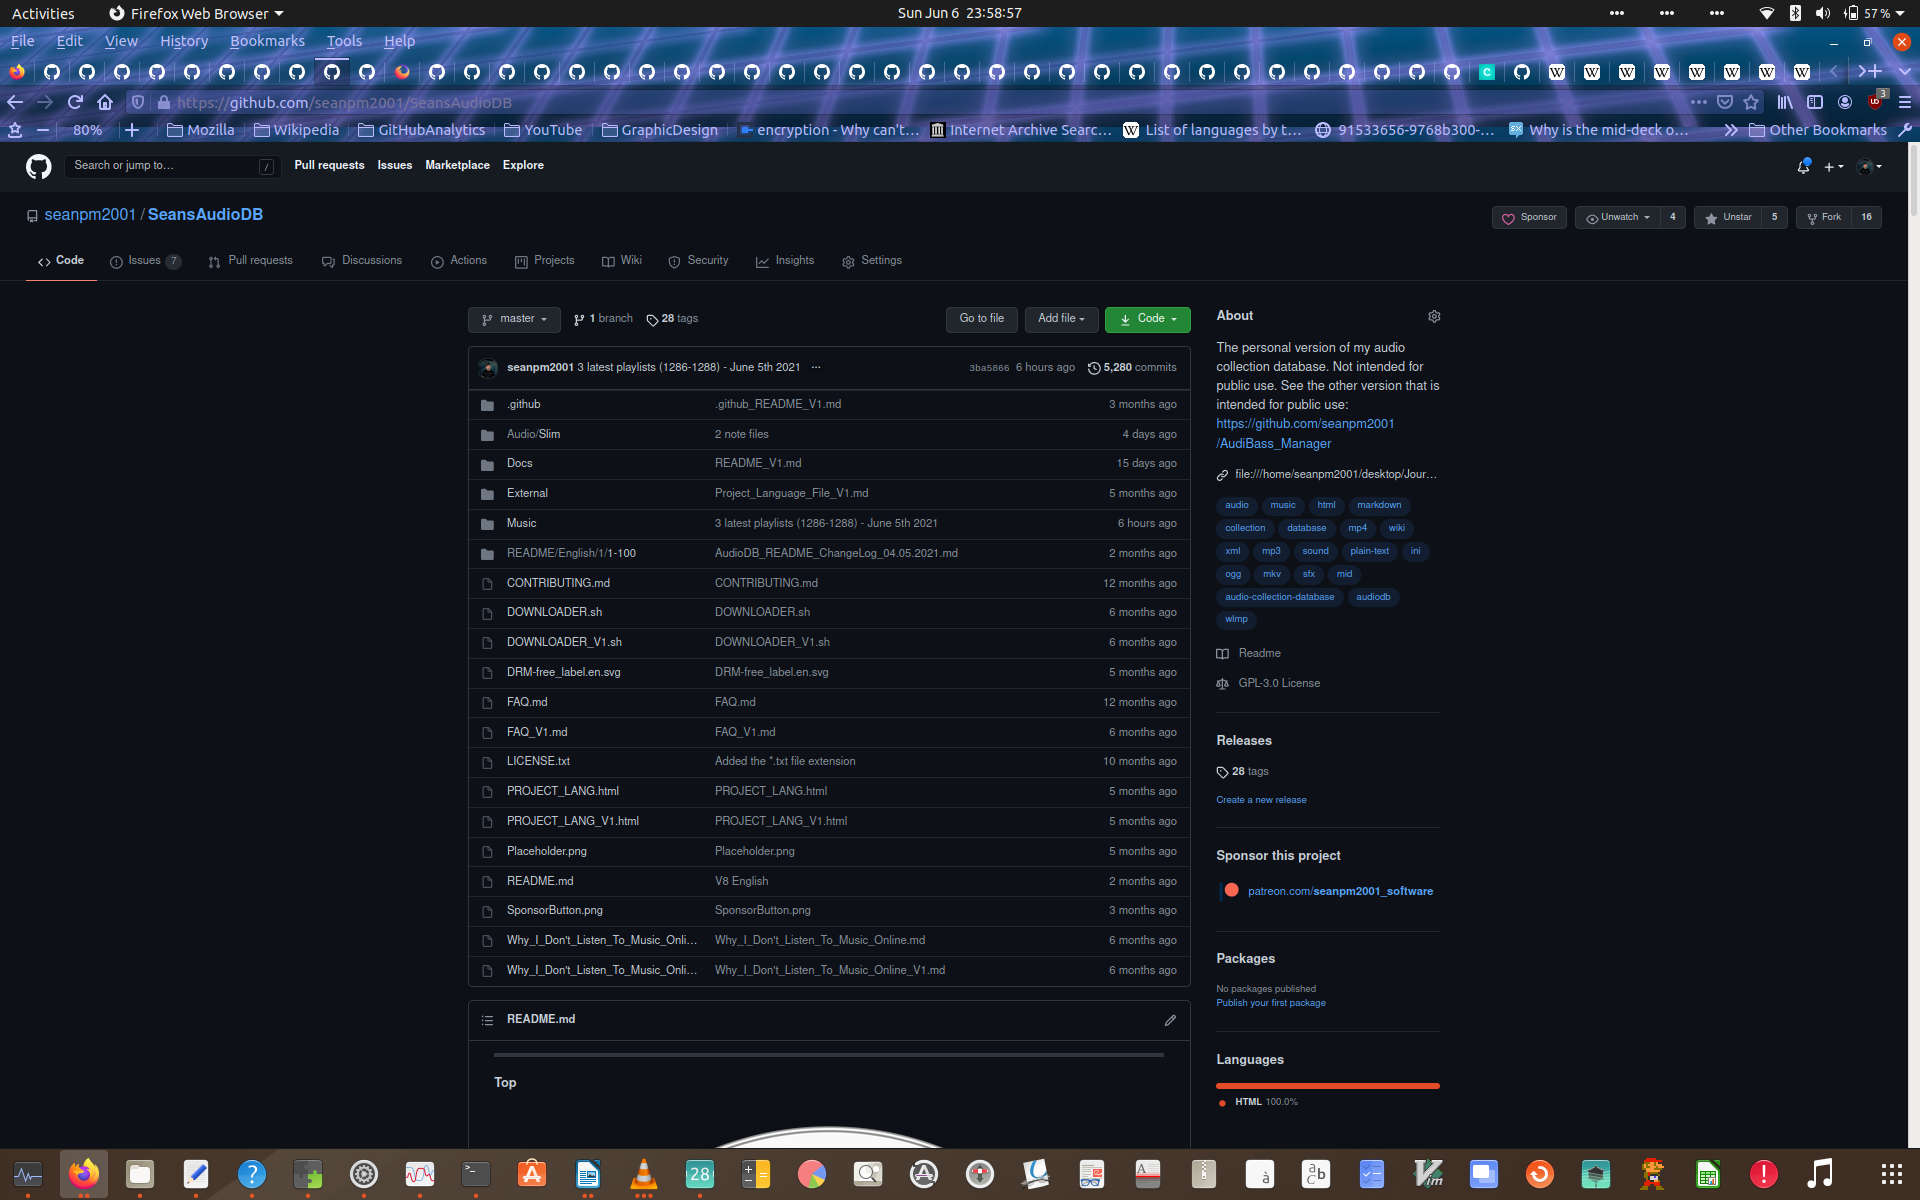 Activities
Firefox Web Browser
Sun Jun 6 23:58:57
57 %
File Edit View History Bookmarks Tools Help
https://github.com/seanpm2001/SeansAudioDB
3
80%
Mozilla
Wikipedia
GitHubAnalytics
YouTube
GraphicDesign
encryption - Why can't…
Internet Archive Searc…
List of languages by t…
91533656-9768b300-…
Why is the mid-deck o…
Other Bookmarks
Search or jump to…
/
Pull requests Issues Marketplace Explore
seanpm2001 / SeansAudioDB
Sponsor
Unwatch 4
Unstar 5
Fork 16
Code
Issues 7
Pull requests
Discussions
Actions
Projects
Wiki
Security
Insights
Settings
master
1 branch
28 tags
Go to file
Add file
Code
seanpm2001 3 latest playlists (1286-1288) - June 5th 2021 ···
3ba5866 6 hours ago
5,280 commits
.github .github_README_V1.md 3 months ago
Audio/Slim 2 note files 4 days ago
Docs README_V1.md 15 days ago
External Project_Language_File_V1.md 5 months ago
Music 3 latest playlists (1286-1288) - June 5th 2021 6 hours ago
README/English/1/1-100 AudioDB_README_ChangeLog_04.05.2021.md 2 months ago
CONTRIBUTING.md CONTRIBUTING.md 12 months ago
DOWNLOADER.sh DOWNLOADER.sh 6 months ago
DOWNLOADER_V1.sh DOWNLOADER_V1.sh 6 months ago
DRM-free_label.en.svg DRM-free_label.en.svg 5 months ago
FAQ.md FAQ.md 12 months ago
FAQ_V1.md FAQ_V1.md 6 months ago
LICENSE.txt Added the *.txt file extension 10 months ago
PROJECT_LANG.html PROJECT_LANG.html 5 months ago
PROJECT_LANG_V1.html PROJECT_LANG_V1.html 5 months ago
Placeholder.png Placeholder.png 5 months ago
README.md V8 English 2 months ago
SponsorButton.png SponsorButton.png 3 months ago
Why_I_Don't_Listen_To_Music_Onli… Why_I_Don't_Listen_To_Music_Online.md 6 months ago
Why_I_Don't_Listen_To_Music_Onli… Why_I_Don't_Listen_To_Music_Online_V1.md 6 months ago
README.md
Top
About
The personal version of my audio
collection database. Not intended for
public use. See the other version that is
intended for public use:
https://github.com/seanpm2001
/AudiBass_Manager
file:///home/seanpm2001/desktop/Jour…
audio music html markdown
collection database mp4 wiki
xml mp3 sound plain-text ini
ogg mkv sfx mid
audio-collection-database audiodb
wlmp
Readme
GPL-3.0 License
Releases
28 tags
Create a new release
Sponsor this project
patreon.com/seanpm2001_software
Packages
No packages published
Publish your first package
Languages
HTML 100.0%
28